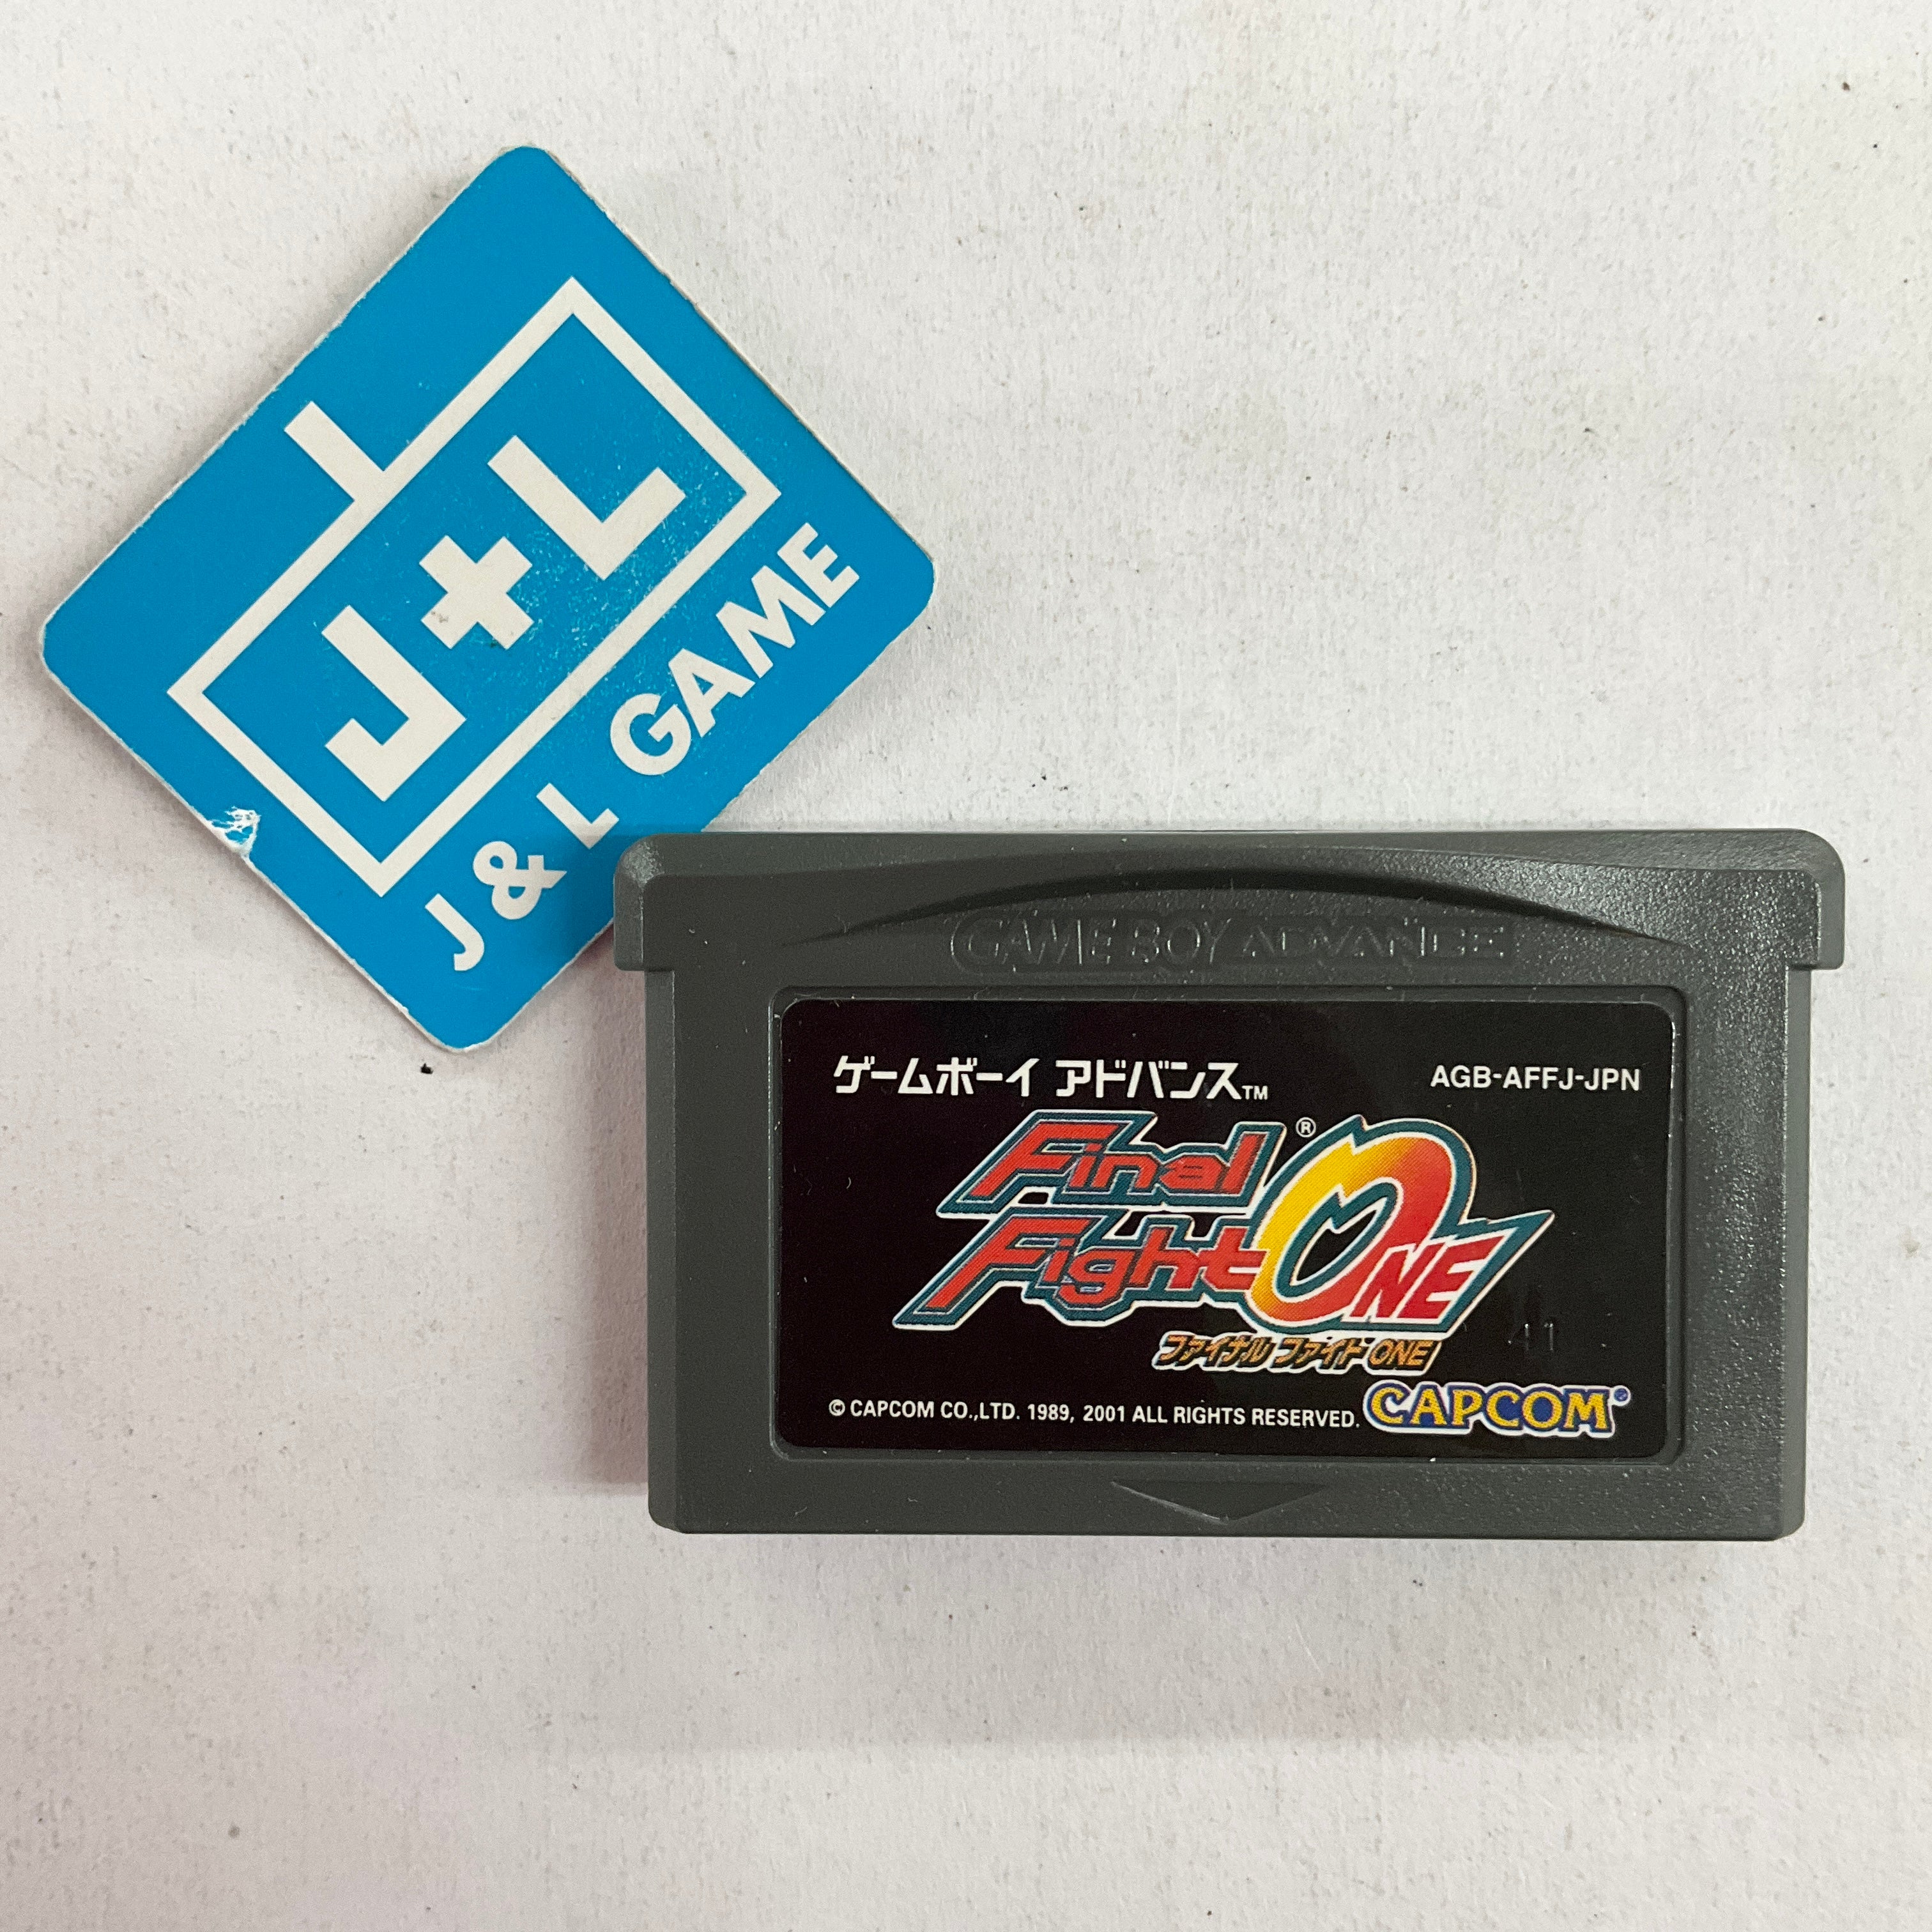 J+L
J & L GAME
GAME BOY ADVANCE
ゲームボーイ アドバンス™
AGB-AFFJ-JPN
Final®
Fight ONE
ファイナル ファイト ONE
41
© CAPCOM CO.,LTD. 1989, 2001 ALL RIGHTS RESERVED.
CAPCOM®